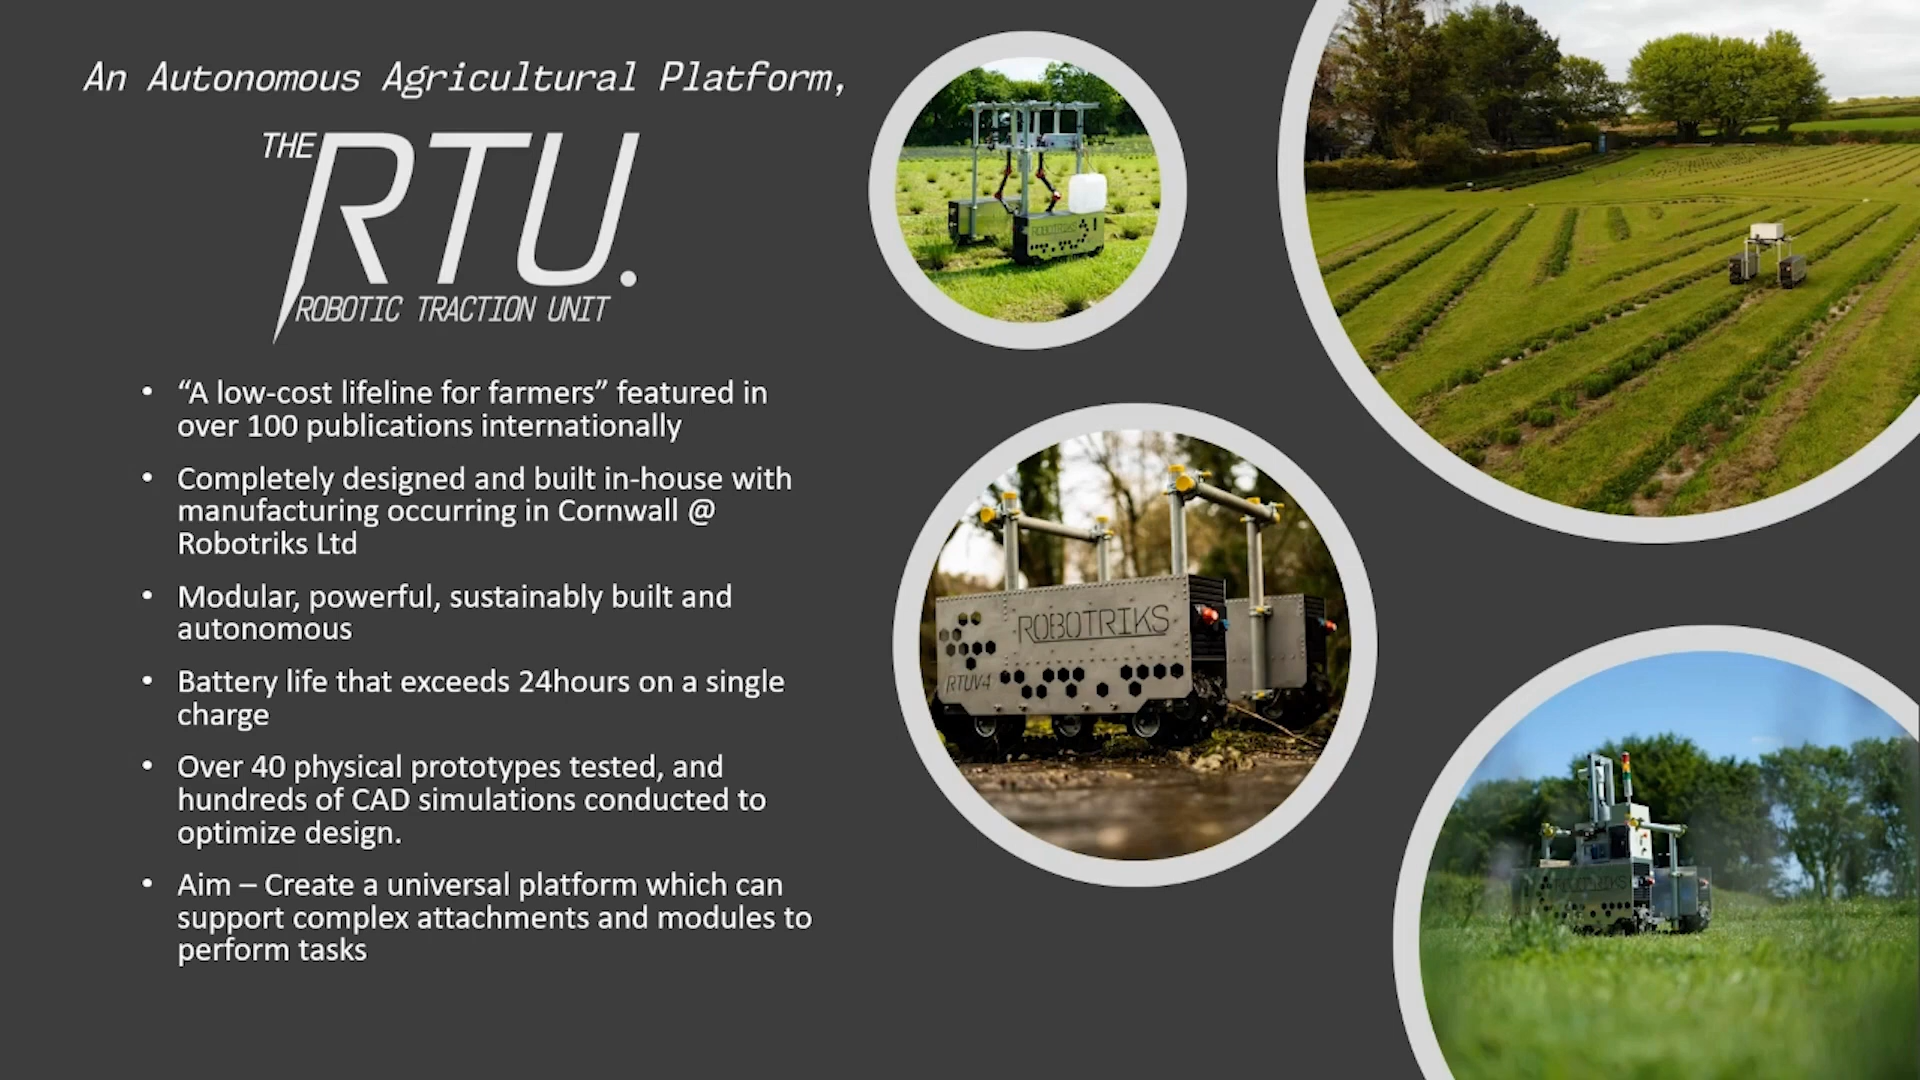 An Autonomous Agricultural Platform,
THE RTU.
ROBOTIC TRACTION UNIT
• “A low-cost lifeline for farmers” featured in
over 100 publications internationally
• Completely designed and built in-house with
manufacturing occurring in Cornwall @
Robotriks Ltd
• Modular, powerful, sustainably built and
autonomous
• Battery life that exceeds 24hours on a single
charge
• Over 40 physical prototypes tested, and
hundreds of CAD simulations conducted to
optimize design.
• Aim – Create a universal platform which can
support complex attachments and modules to
perform tasks
ROBOTRIKS
ROBOTRIKS
RTUV4
ROBOTRIKS